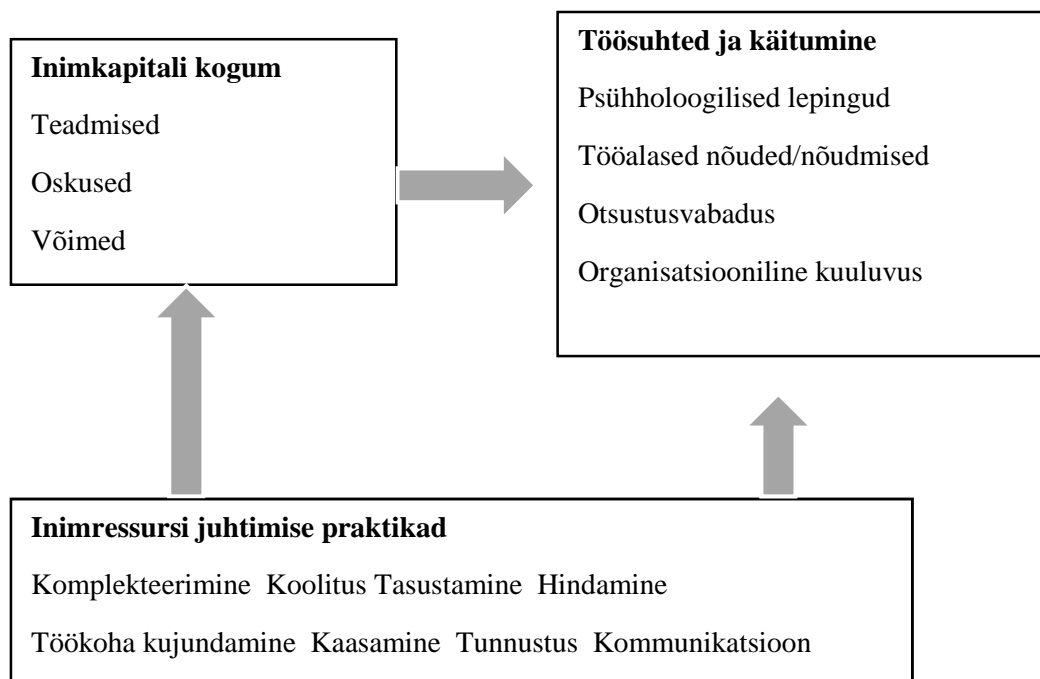 Inimkapitali kogum
Teadmised
Oskused
Võimed
Töösuhted ja käitumine
Psühholoogilised lepingud
Tööalased nõuded/nõudmised
Otsustusvabadus
Organisatsiooniline kuuluvus
Inimressursi juhtimise praktikad
Komplekteerimine Koolitus Tasustamine Hindamine
Töökoha kujundamine Kaasamine Tunnustus Kommunikatsioon